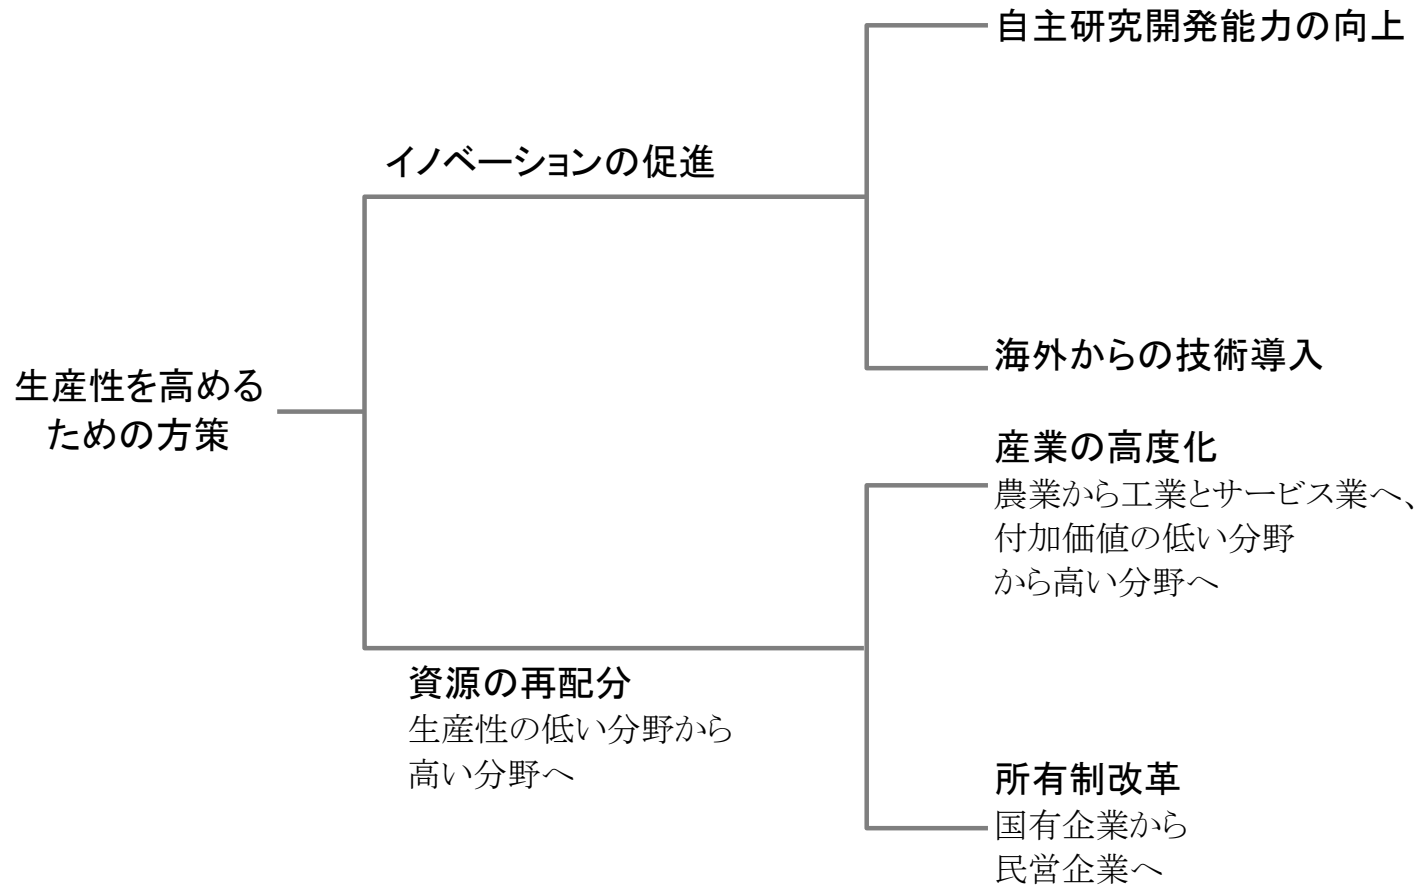 自主研究開発能力の向上
イノベーションの促進
海外からの技術導入
生産性を高める
ための方策
産業の高度化
農業から工業とサービス業へ、
付加価値の低い分野
から高い分野へ
資源の再配分
生産性の低い分野から
高い分野へ
所有制改革
国有企業から
民営企業へ